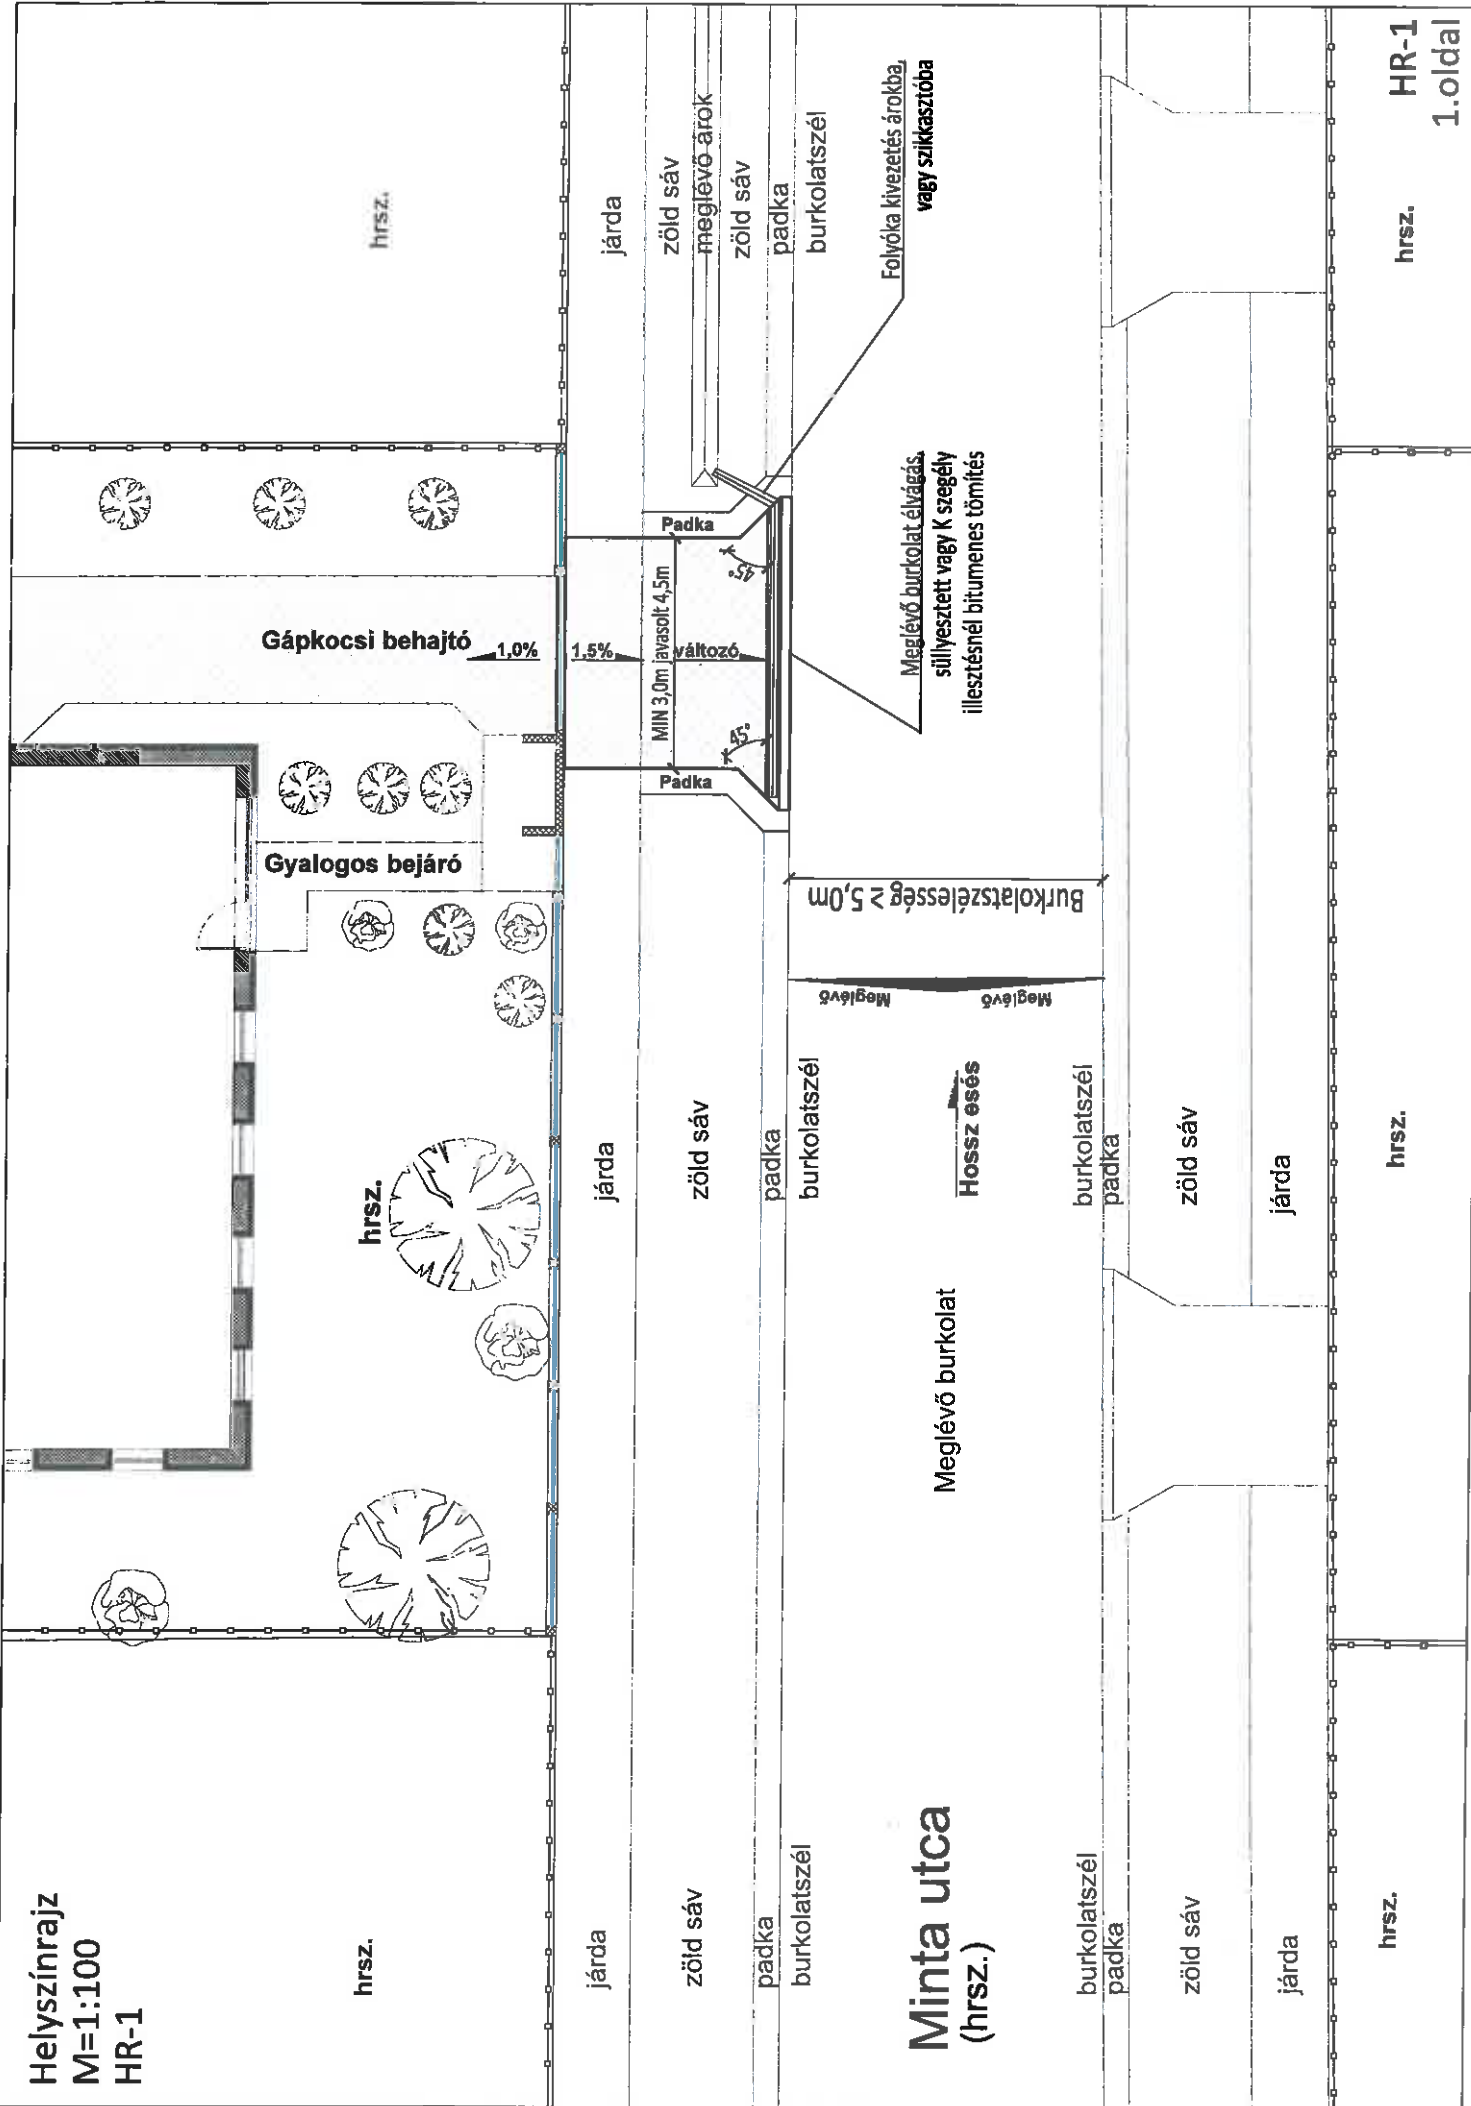 Helyszínrajz
M=1:100
HR-1
hrsz.
hrsz.
hrsz.
Gápkocsi behajtó
1,0%
Gyalogos bejáró
1,5%
változó
MIN 3,0m javasolt 4,5m
Padka
Padka
45°
45°
járda
zöld sáv
padka
burkolatszél
járda
zöld sáv
padka
burkolatszél
járda
zöld sáv
meglévő árok
zöld sáv
padka
burkolatszél
Folyóka kivezetés árokba,
vagy szikkasztóba
Meglévő burkolat élvágás,
süllyesztett vagy K szegély
illesztésnél bitumenes tömítés
Burkolatszélesség ≥ 5,0m
Meglévő
Meglévő
Hossz esés
Meglévő burkolat
Minta utca
(hrsz.)
burkolatszél
padka
zöld sáv
járda
burkolatszél
padka
zöld sáv
járda
hrsz.
hrsz.
hrsz.
HR-1
1.oldal